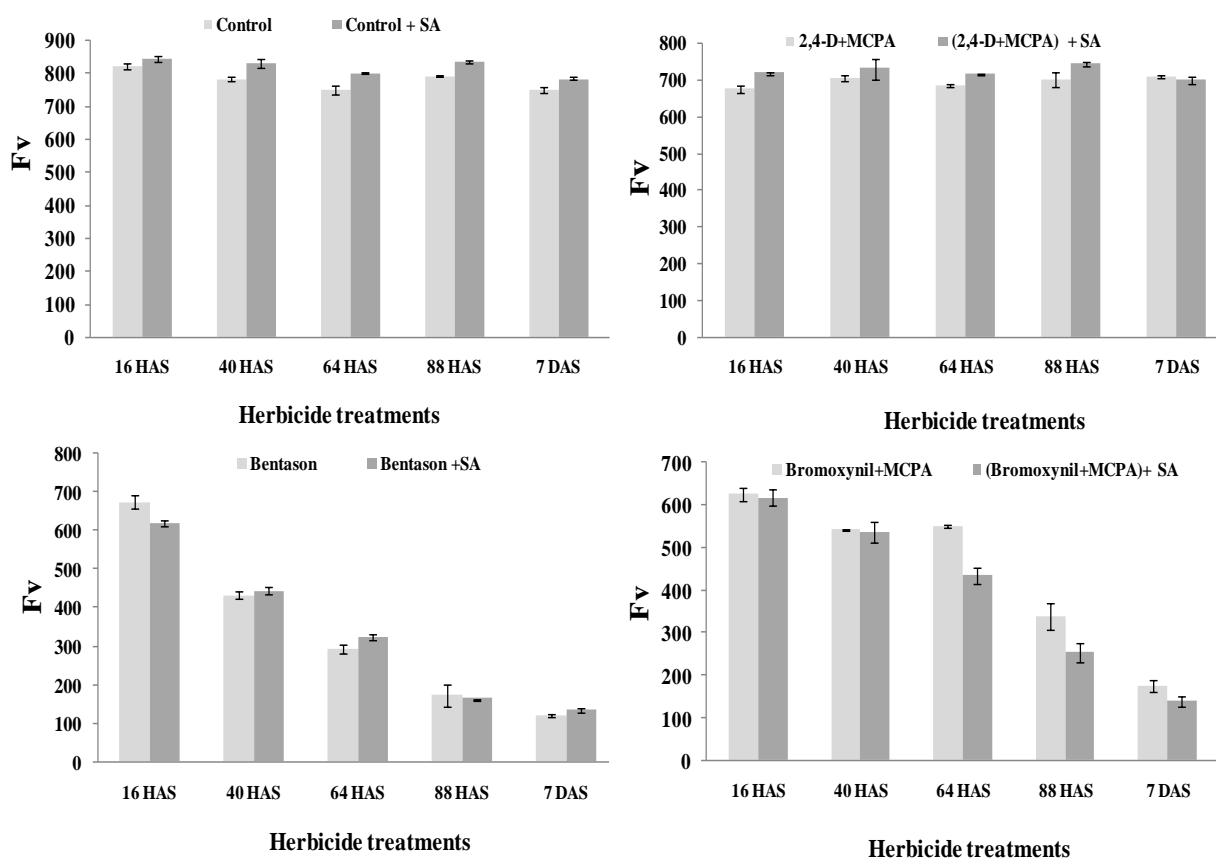 Control
Control + SA
900
800
700
600
500
400
300
200
100
0
Fv
16 HAS
40 HAS
64 HAS
88 HAS
7 DAS
Herbicide treatments
2,4-D+MCPA
(2,4-D+MCPA) + SA
800
700
600
500
400
300
200
100
0
Fv
16 HAS
40 HAS
64 HAS
88 HAS
7 DAS
Herbicide treatments
Bentason
Bentason +SA
800
700
600
500
400
300
200
100
0
Fv
16 HAS
40 HAS
64 HAS
88 HAS
7 DAS
Herbicide treatments
Bromoxynil+MCPA
(Bromoxynil+MCPA)+ SA
700
600
500
400
300
200
100
0
Fv
16 HAS
40 HAS
64 HAS
88 HAS
7 DAS
Herbicide treatments